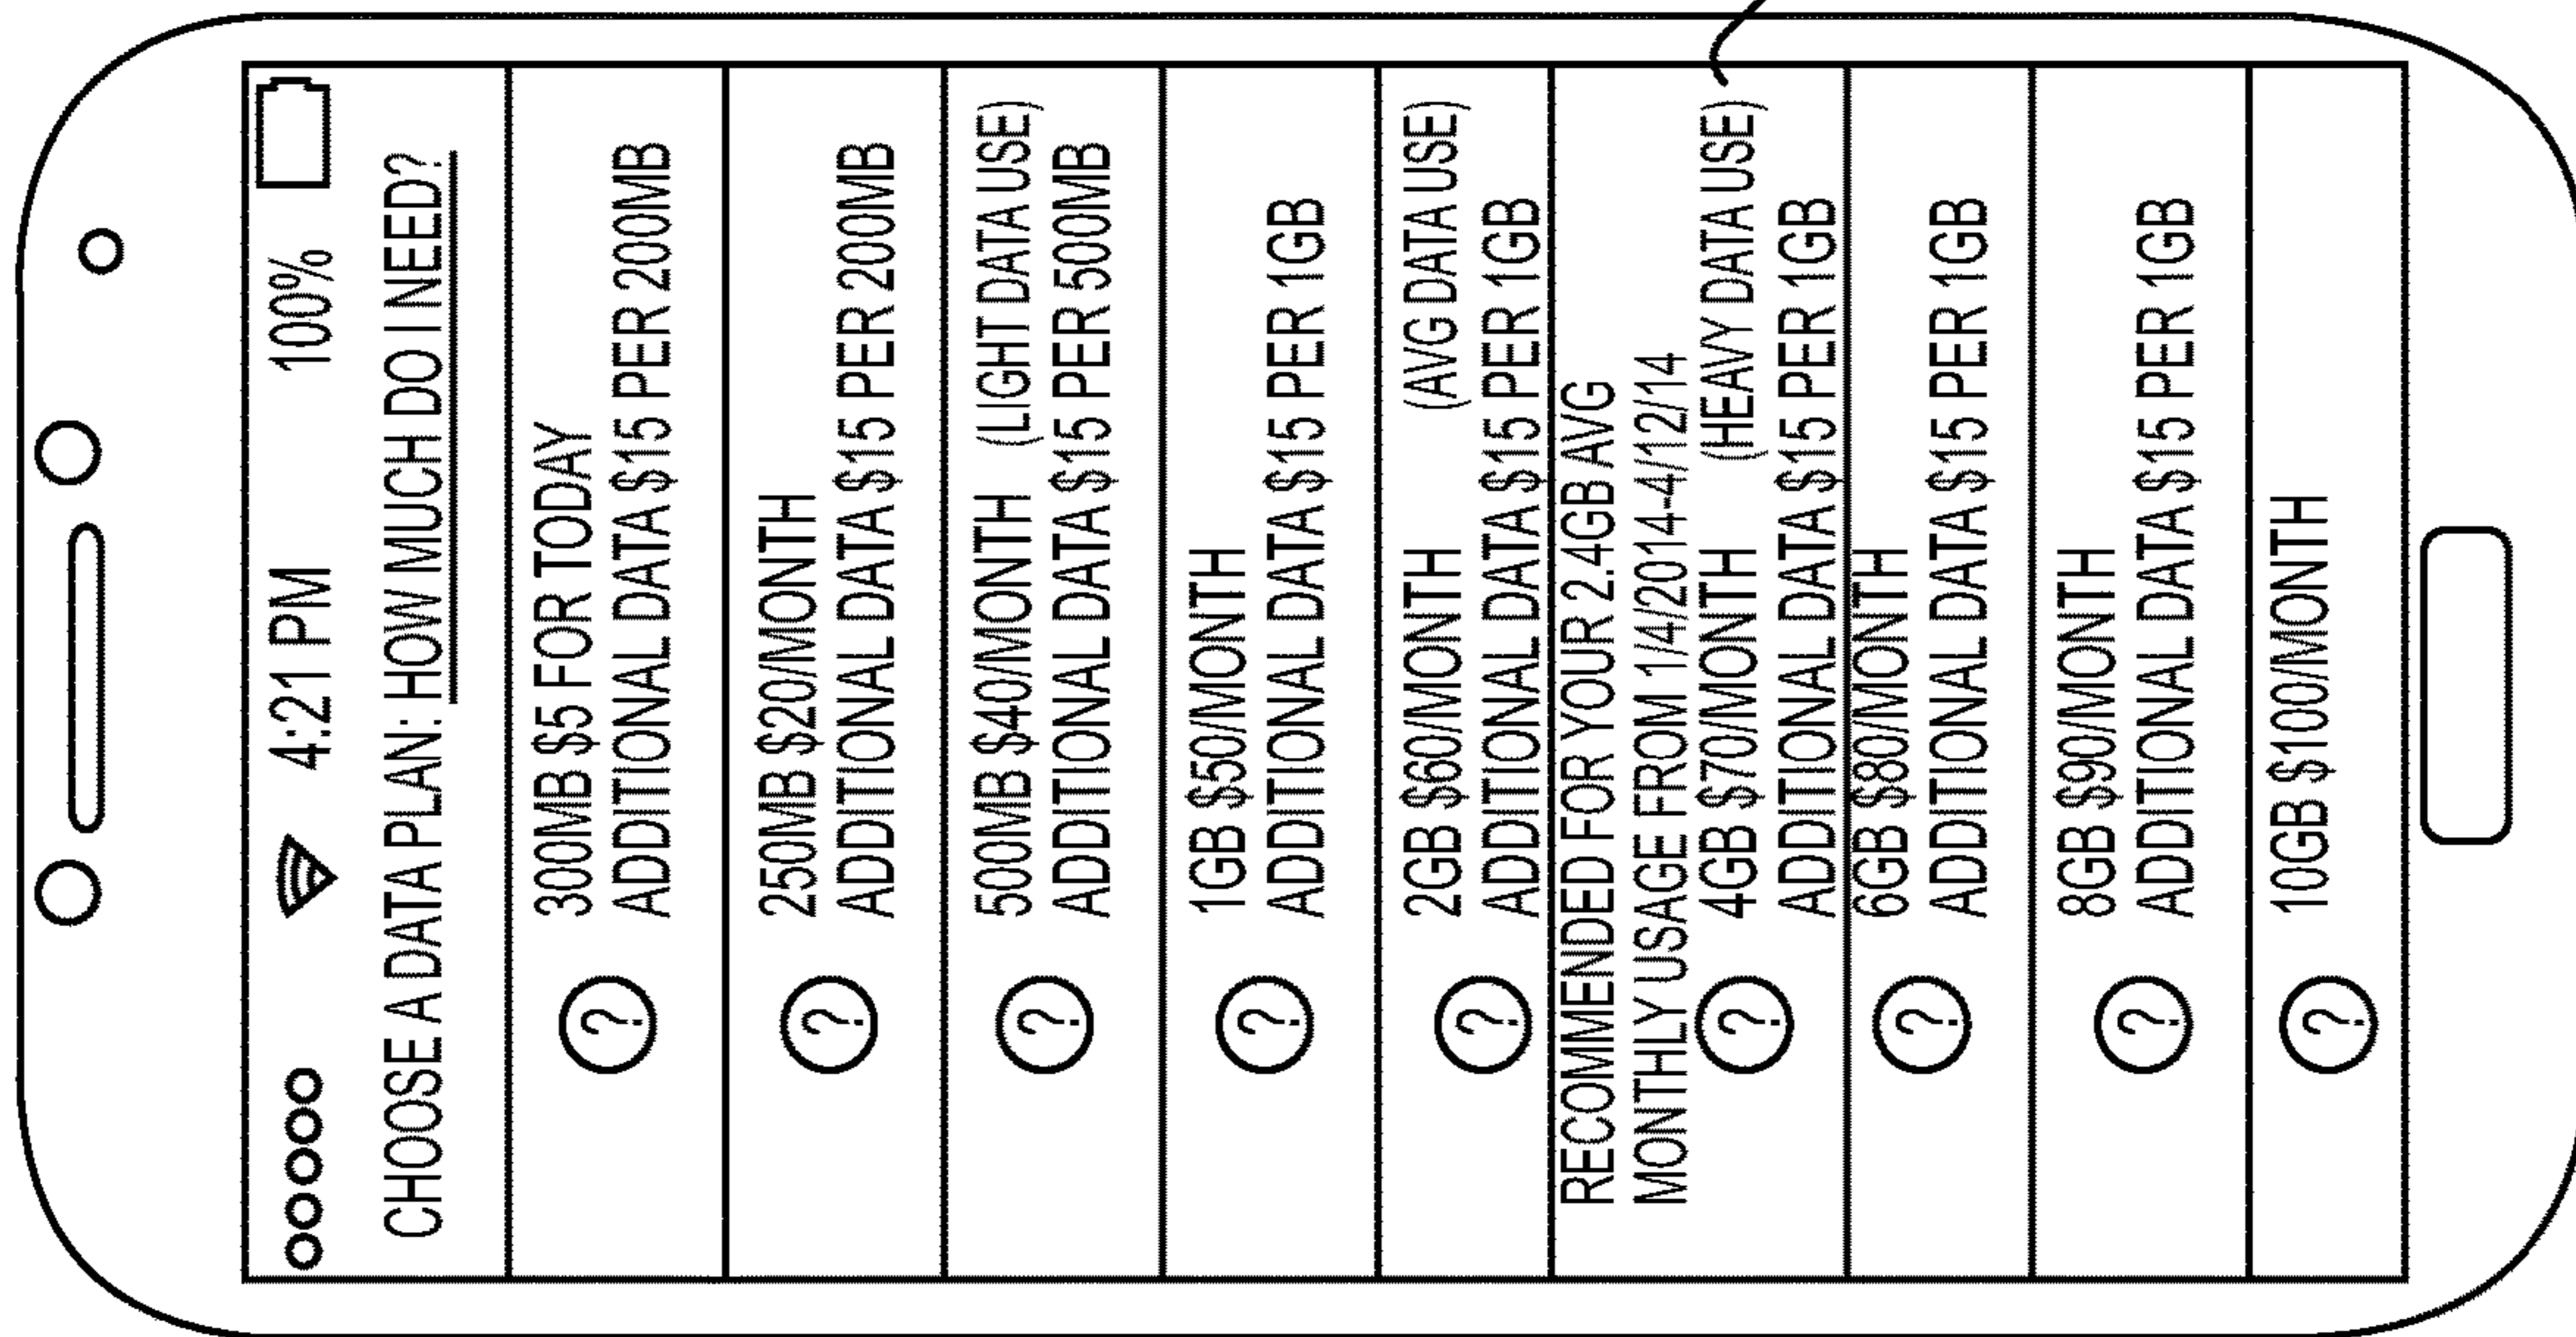 4:21 PM 100%
CHOOSE A DATA PLAN: HOW MUCH DO I NEED?
? 300MB $5 FOR TODAY
ADDITIONAL DATA $15 PER 200MB
? 250MB $20/MONTH
ADDITIONAL DATA $15 PER 200MB
? 500MB $40/MONTH (LIGHT DATA USE)
ADDITIONAL DATA $15 PER 500MB
? 1GB $50/MONTH
ADDITIONAL DATA $15 PER 1GB
? 2GB $60/MONTH (AVG DATA USE)
ADDITIONAL DATA $15 PER 1GB
RECOMMENDED FOR YOUR 2.4GB AVG
MONTHLY USAGE FROM 1/4/2014-4/12/14
? 4GB $70/MONTH (HEAVY DATA USE)
ADDITIONAL DATA $15 PER 1GB
? 6GB $80/MONTH
ADDITIONAL DATA $15 PER 1GB
? 8GB $90/MONTH
ADDITIONAL DATA $15 PER 1GB
? 10GB $100/MONTH